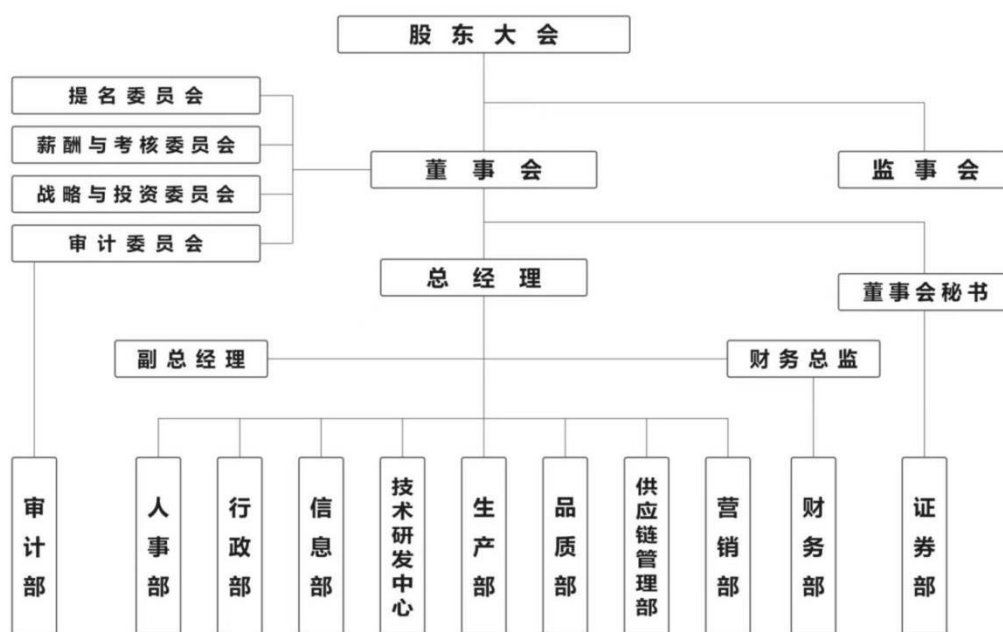 股东大会
提名委员会
薪酬与考核委员会
董事会
监事会
战略与投资委员会
审计委员会
总经理
董事会秘书
副总经理
财务总监
审计部
人事部
行政部
信息部
技术研发中心
生产部
品质部
供应链管理部
营销部
财务部
证券部